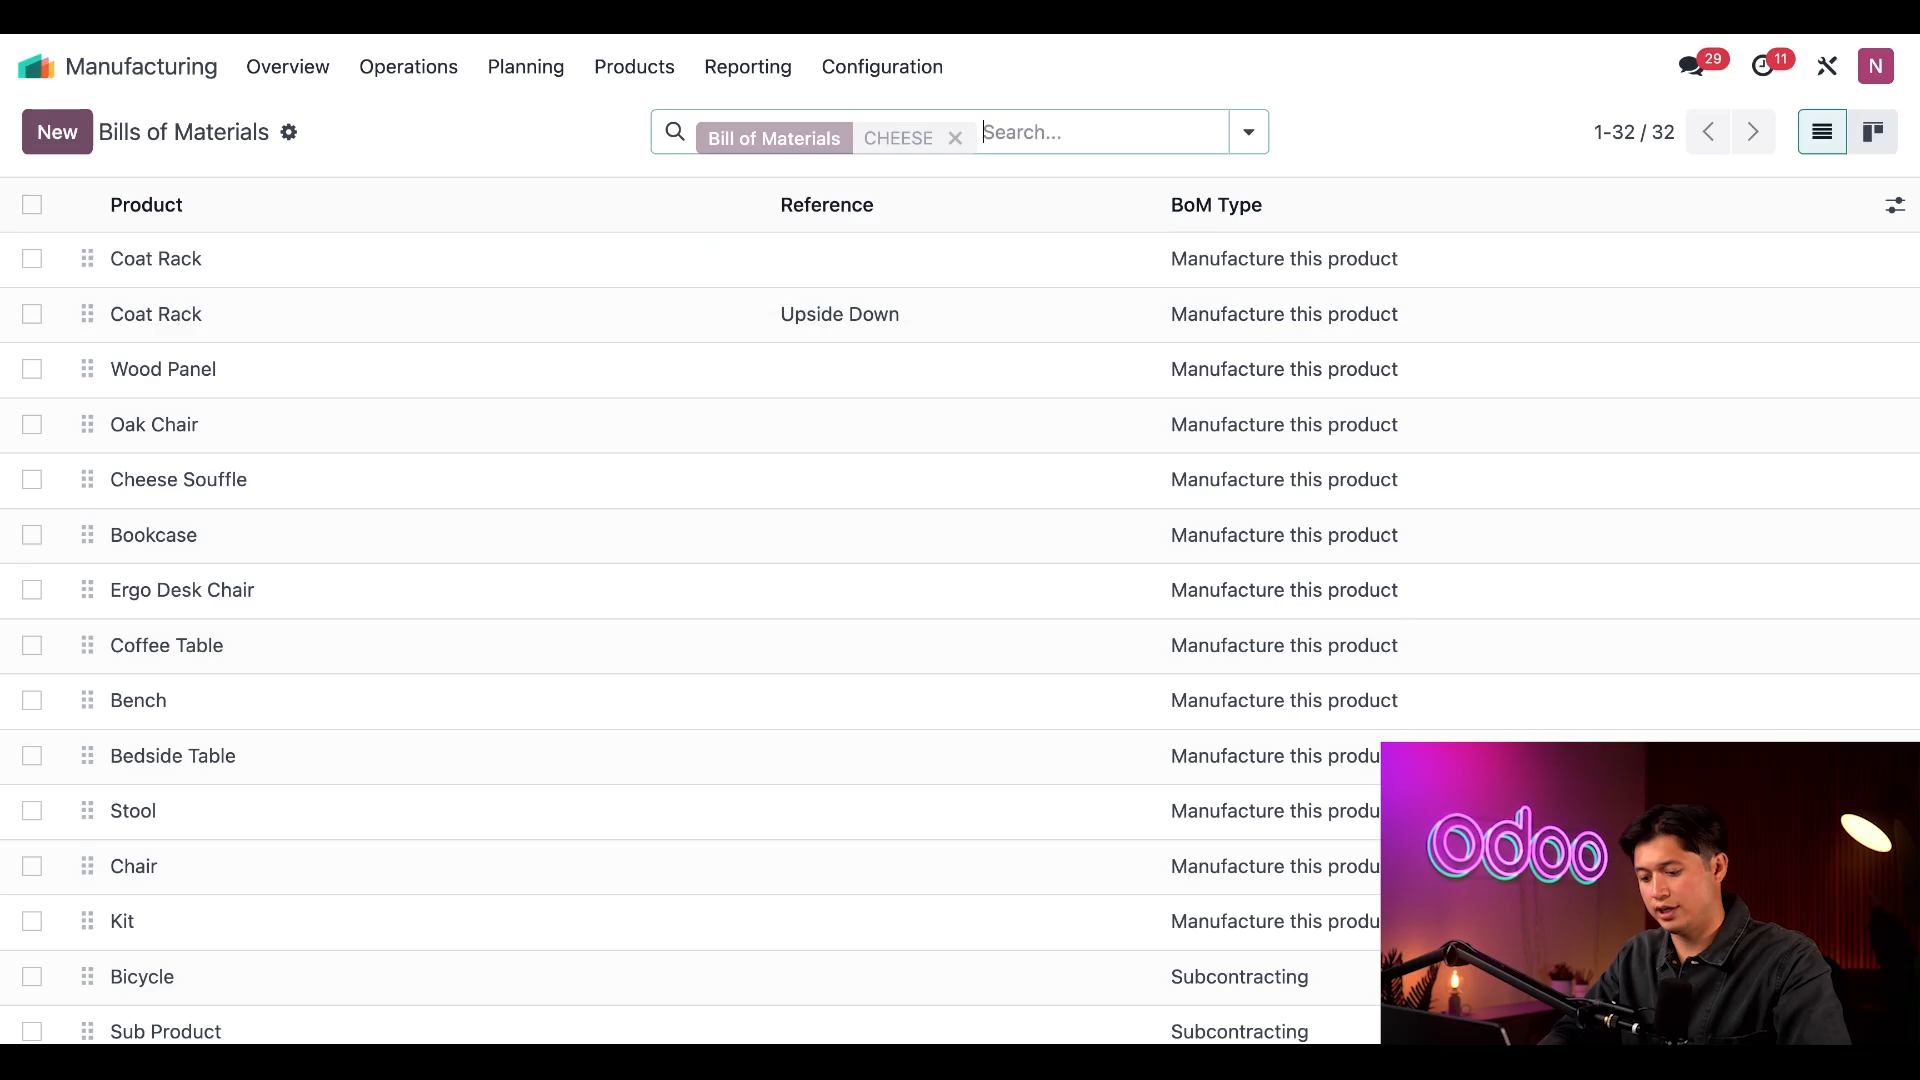 Manufacturing Overview Operations Planning Products Reporting Configuration 29 11 N
New Bills of Materials Bill of Materials CHEESE Search... 1-32 / 32
Product Reference BoM Type
Coat Rack Manufacture this product
Coat Rack Upside Down Manufacture this product
Wood Panel Manufacture this product
Oak Chair Manufacture this product
Cheese Souffle Manufacture this product
Bookcase Manufacture this product
Ergo Desk Chair Manufacture this product
Coffee Table Manufacture this product
Bench Manufacture this product
Bedside Table Manufacture this produ
Stool Manufacture this produ
Chair Manufacture this produ
Kit Manufacture this produ
Bicycle Subcontracting
Sub Product Subcontracting
odoo